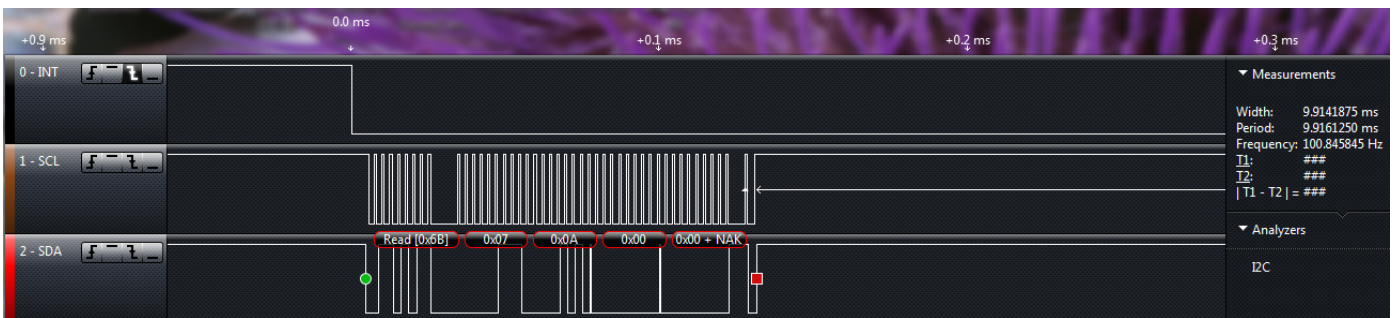 0.0 ms
+0.9 ms
+0.1 ms
+0.2 ms
+0.3 ms
0 - INT
1 - SCL
2 - SDA
Read [0x6B]
0x07
0x0A
0x00
0x00 + NAK
Measurements
Width: 9.9141875 ms
Period: 9.9161250 ms
Frequency: 100.845845 Hz
T1: ###
T2: ###
| T1 - T2 | = ###
Analyzers
I2C